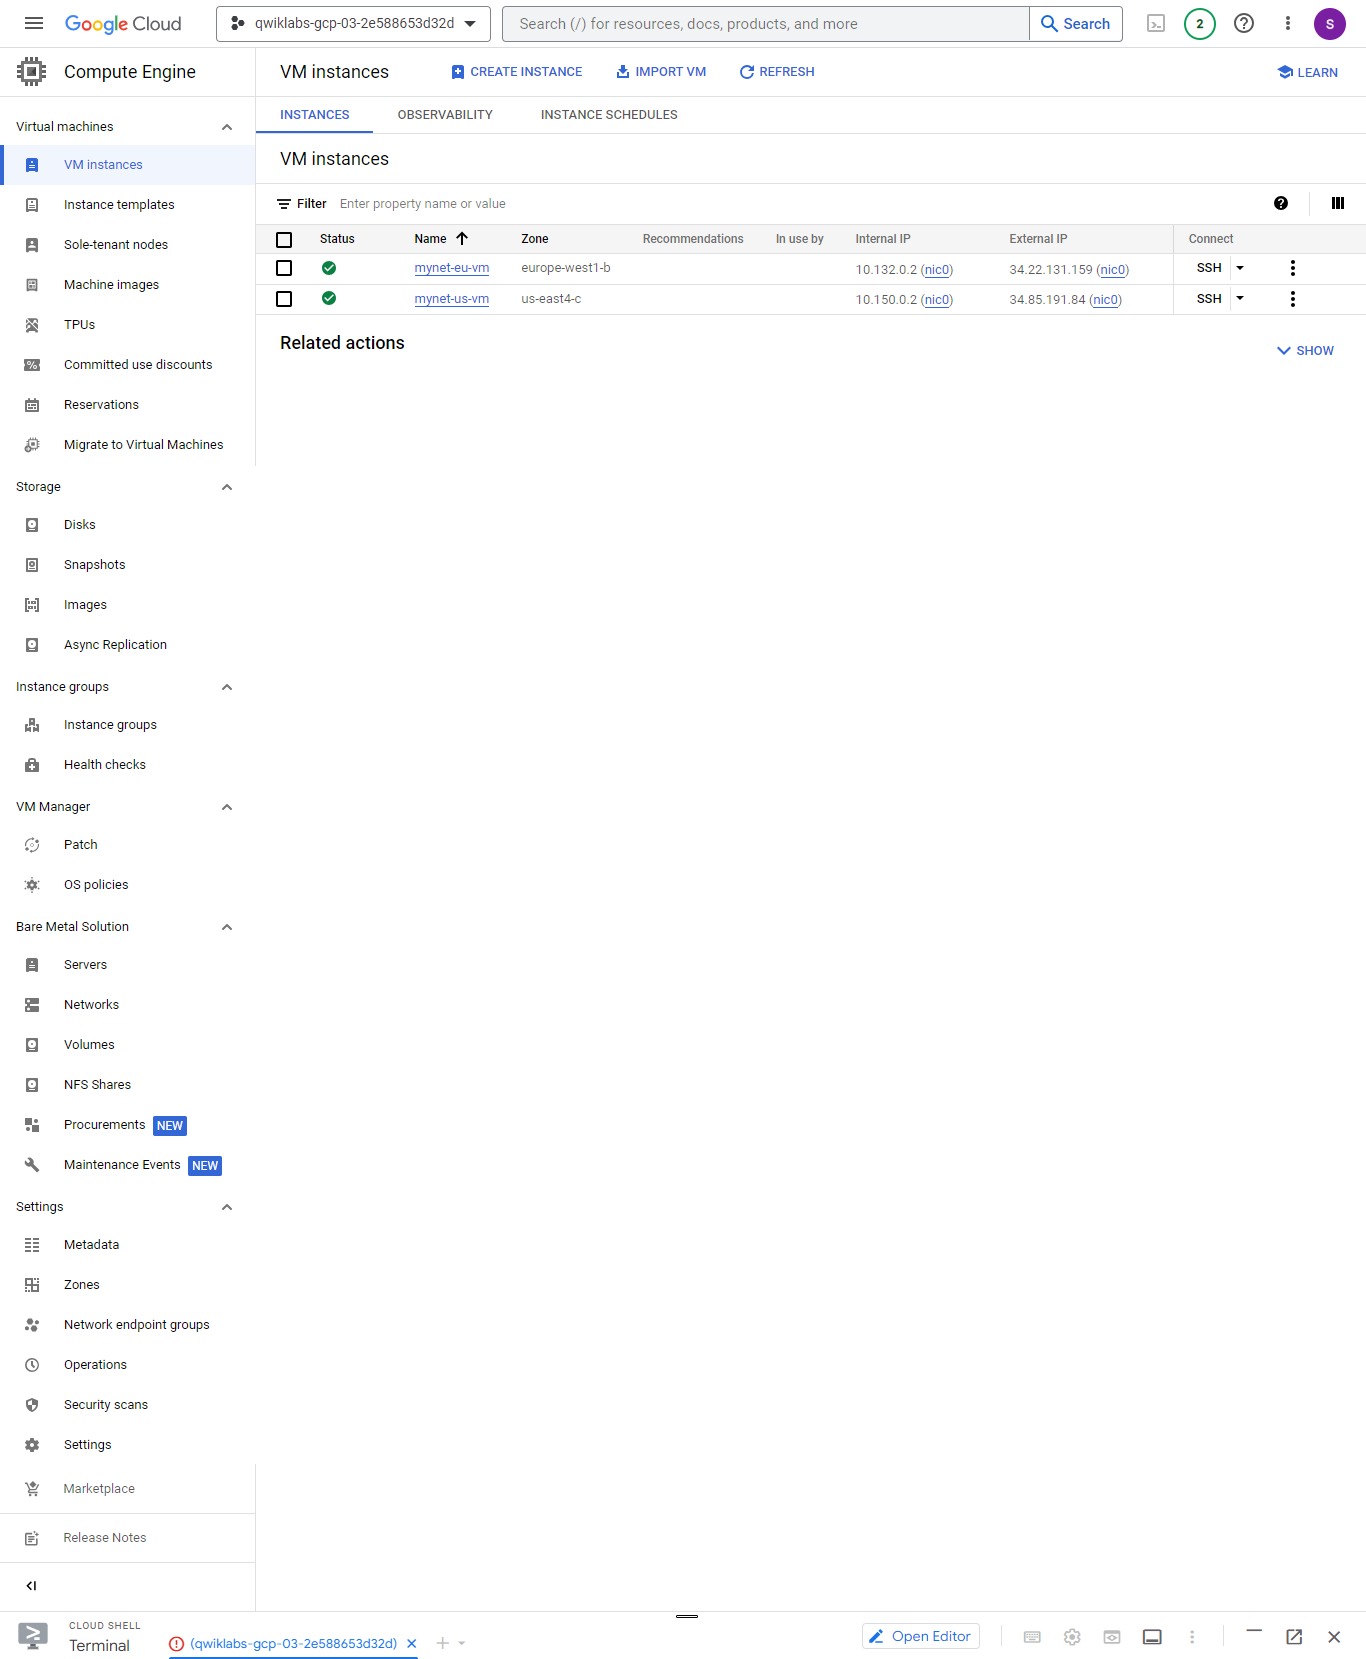 Google Cloud
qwiklabs-gcp-03-2e588653d32d
Search (/) for resources, docs, products, and more
Search
2
S
Compute Engine
VM instances
CREATE INSTANCE
IMPORT VM
REFRESH
LEARN
Virtual machines
VM instances
Instance templates
Sole-tenant nodes
Machine images
TPUs
Committed use discounts
Reservations
Migrate to Virtual Machines
Storage
Disks
Snapshots
Images
Async Replication
Instance groups
Instance groups
Health checks
VM Manager
Patch
OS policies
Bare Metal Solution
Servers
Networks
Volumes
NFS Shares
Procurements NEW
Maintenance Events NEW
Settings
Metadata
Zones
Network endpoint groups
Operations
Security scans
Settings
Marketplace
Release Notes
INSTANCES OBSERVABILITY INSTANCE SCHEDULES
VM instances
Filter Enter property name or value
Status Name Zone Recommendations In use by Internal IP External IP Connect
mynet-eu-vm europe-west1-b 10.132.0.2 (nic0) 34.22.131.159 (nic0) SSH
mynet-us-vm us-east4-c 10.150.0.2 (nic0) 34.85.191.84 (nic0) SSH
Related actions
SHOW
CLOUD SHELL
Terminal
(qwiklabs-gcp-03-2e588653d32d)
Open Editor